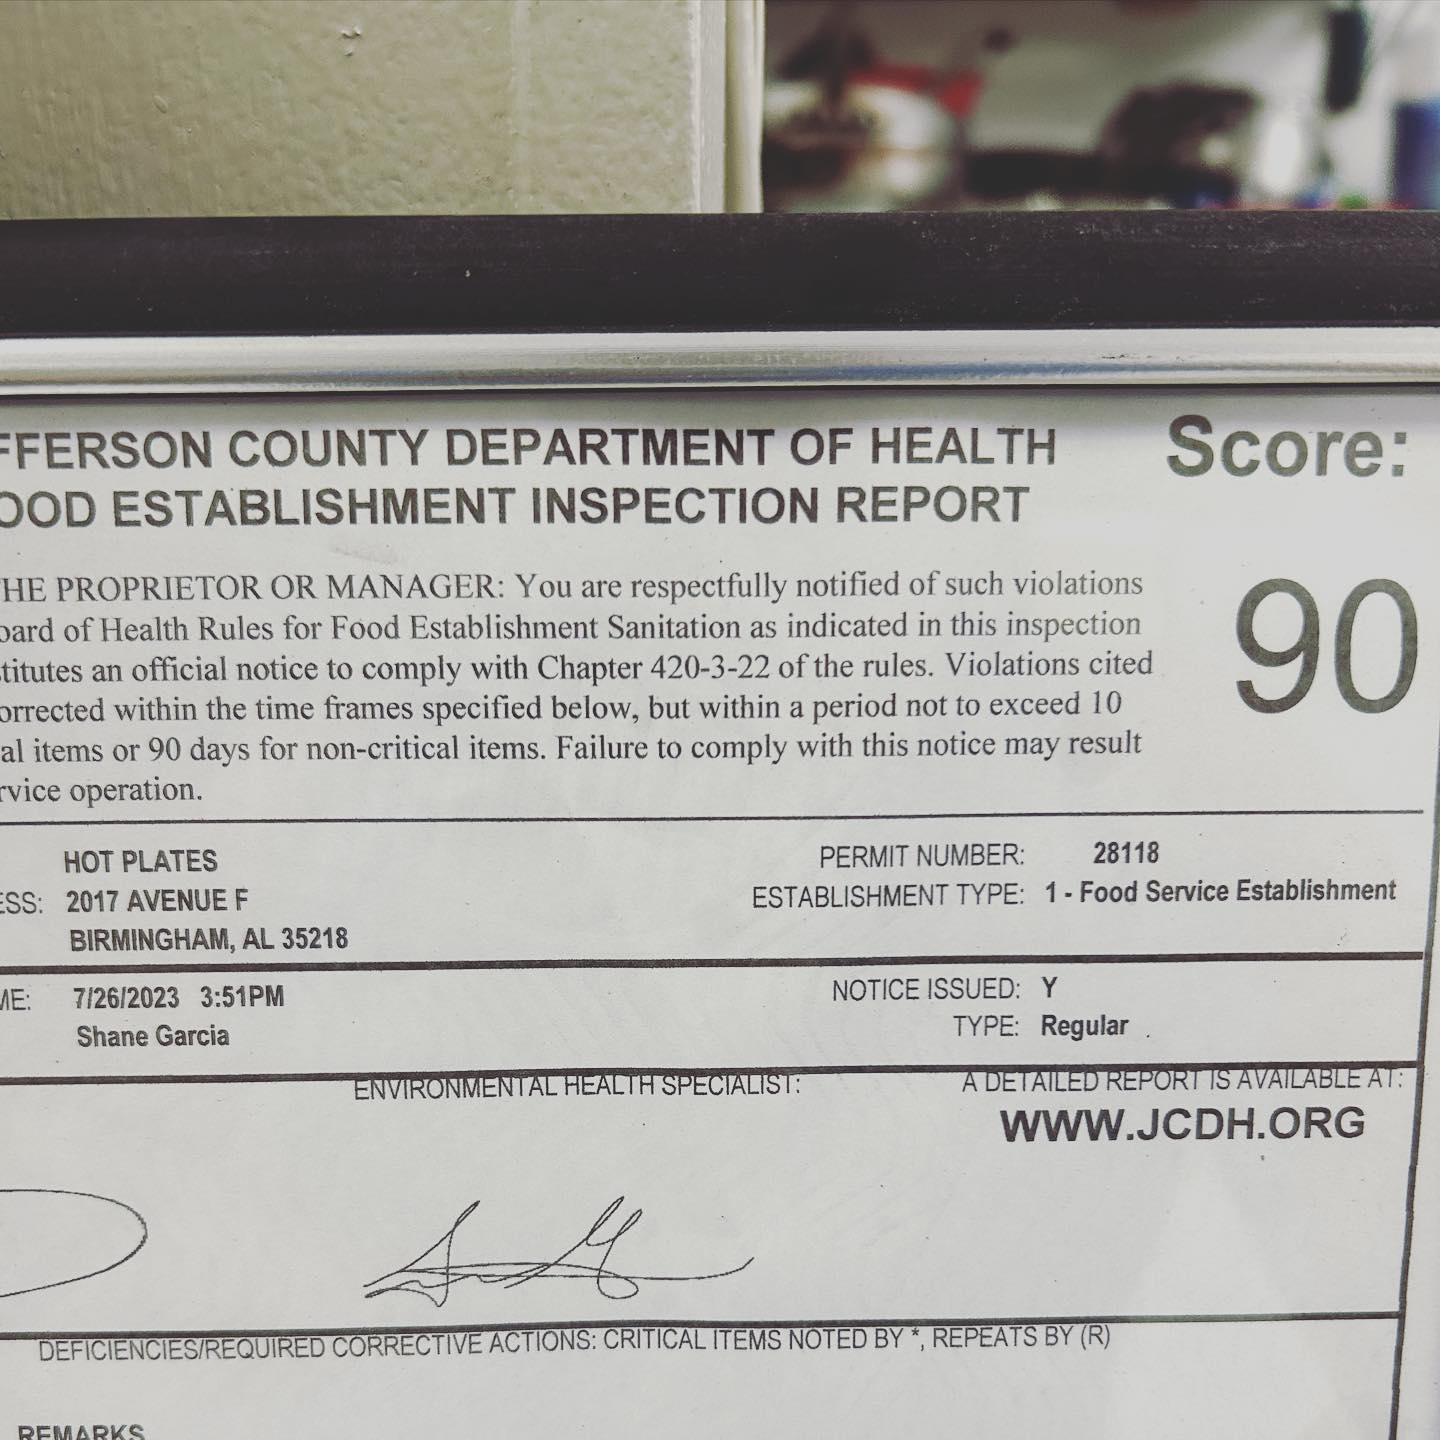 FFERSON COUNTY DEPARTMENT OF HEALTH
OOD ESTABLISHMENT INSPECTION REPORT
Score:
90
HE PROPRIETOR OR MANAGER: You are respectfully notified of such violations
oard of Health Rules for Food Establishment Sanitation as indicated in this inspection
titutes an official notice to comply with Chapter 420-3-22 of the rules. Violations cited
orrected within the time frames specified below, but within a period not to exceed 10
al items or 90 days for non-critical items. Failure to comply with this notice may result
rvice operation.
HOT PLATES
ESS: 2017 AVENUE F
BIRMINGHAM, AL 35218
PERMIT NUMBER: 28118
ESTABLISHMENT TYPE: 1 - Food Service Establishment
ME: 7/26/2023 3:51PM
Shane Garcia
NOTICE ISSUED: Y
TYPE: Regular
ENVIRONMENTAL HEALTH SPECIALIST:
A DETAILED REPORT IS AVAILABLE AT:
WWW.JCDH.ORG
DEFICIENCIES/REQUIRED CORRECTIVE ACTIONS: CRITICAL ITEMS NOTED BY *, REPEATS BY (R)
REMARKS